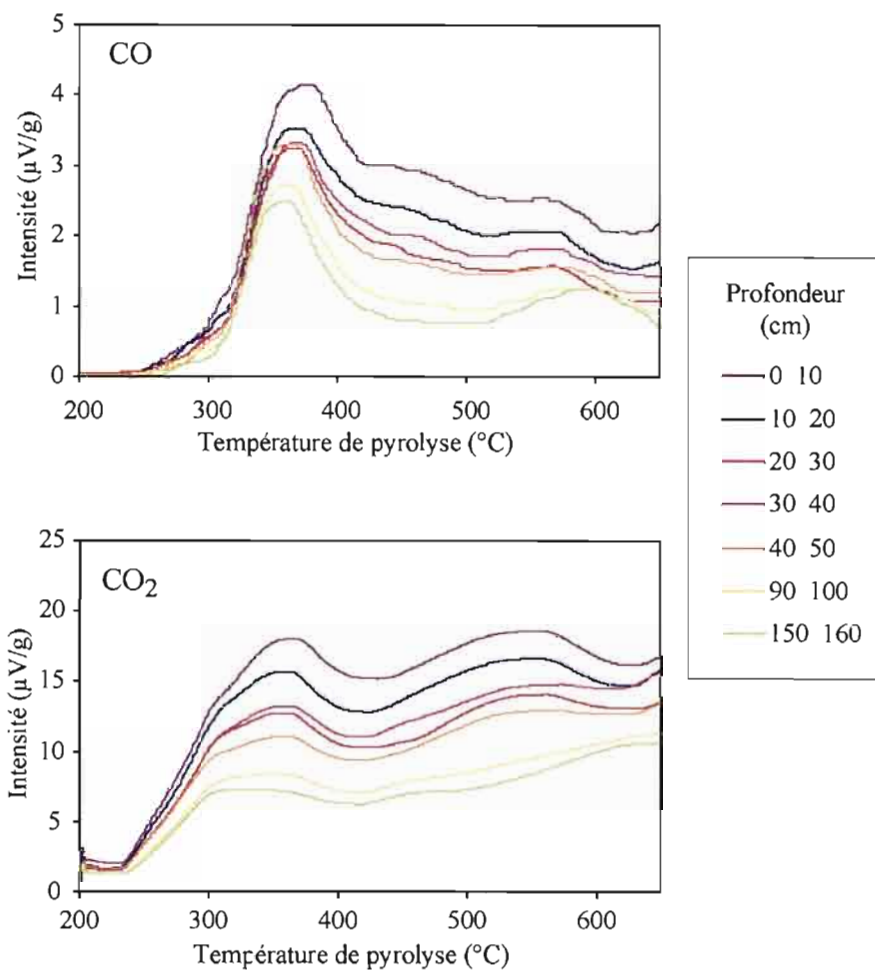 CO
Intensité (µV/g)
5
4
3
2
1
0
200 300 400 500 600
Température de pyrolyse (°C)
Profondeur
(cm)
0 10
10 20
20 30
30 40
40 50
90 100
150 160
CO₂
Intensité (µV/g)
25
20
15
10
5
0
200 300 400 500 600
Température de pyrolyse (°C)